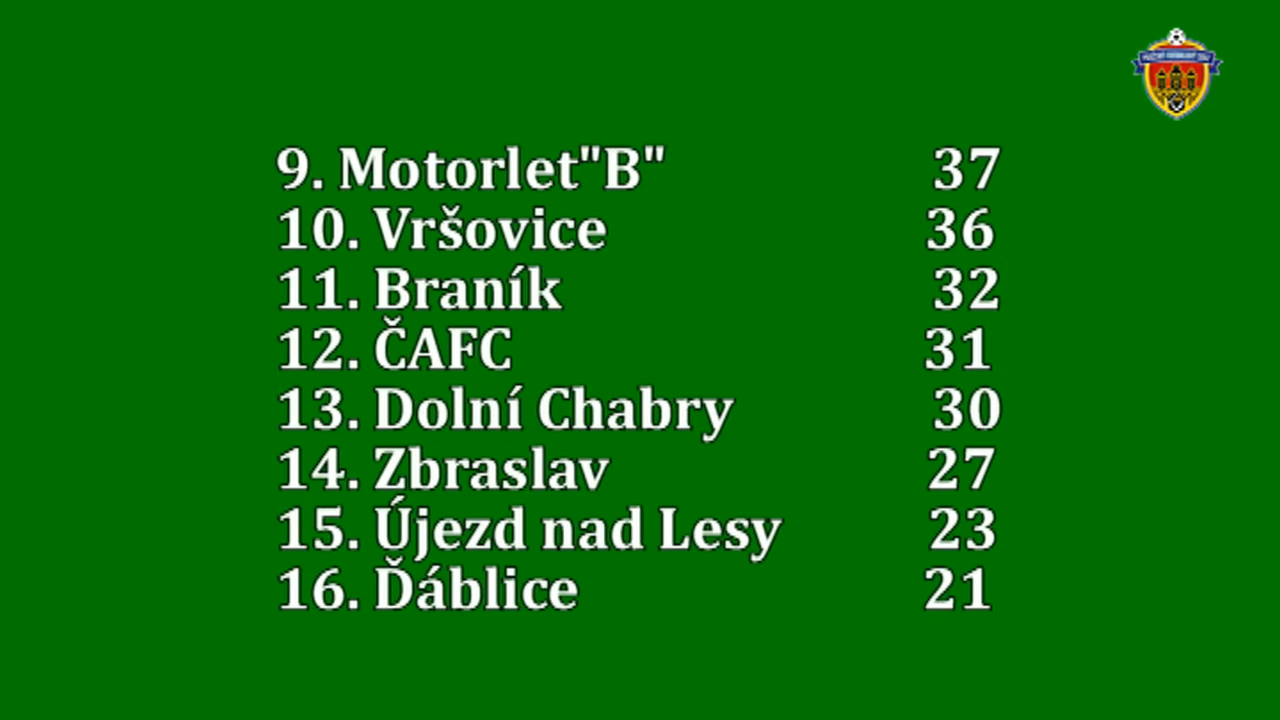 9. Motorlet"B" 37
10. Vršovice 36
11. Braník 32
12. ČAFC 31
13. Dolní Chabry 30
14. Zbraslav 27
15. Újezd nad Lesy 23
16. Ďáblice 21